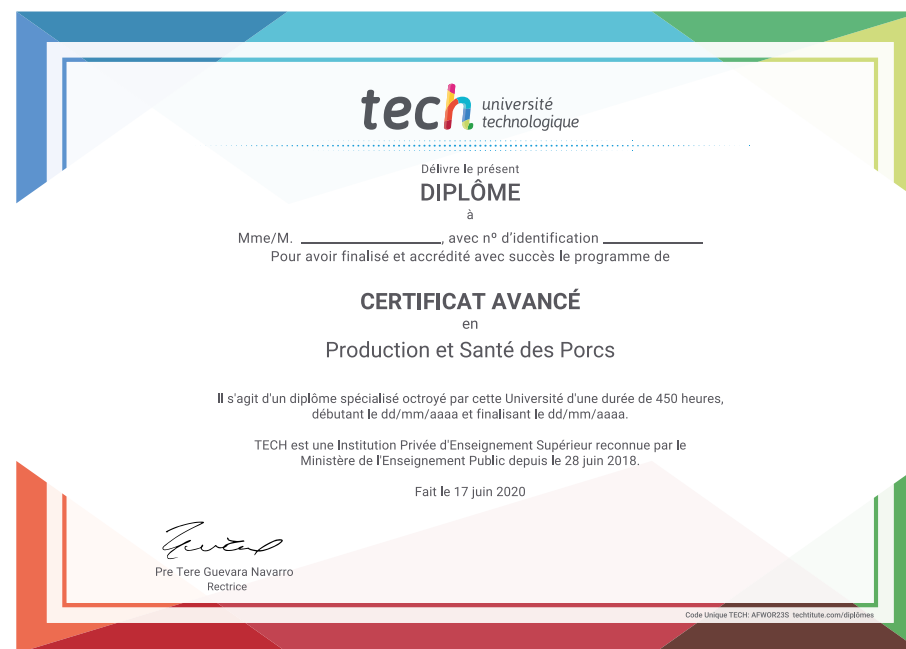 tech université
technologique
Délivre le présent
DIPLÔME
à
Mme/M. ____________________, avec nº d'identification ______________
Pour avoir finalisé et accrédité avec succès le programme de
CERTIFICAT AVANCÉ
en
Production et Santé des Porcs
Il s'agit d'un diplôme spécialisé octroyé par cette Université d'une durée de 450 heures,
débutant le dd/mm/aaaa et finalisant le dd/mm/aaaa.
TECH est une Institution Privée d'Enseignement Supérieur reconnue par le
Ministère de l'Enseignement Public depuis le 28 juin 2018.
Fait le 17 juin 2020
Pre Tere Guevara Navarro
Rectrice
Code Unique TECH: AFWOR23S techtitute.com/diplômes